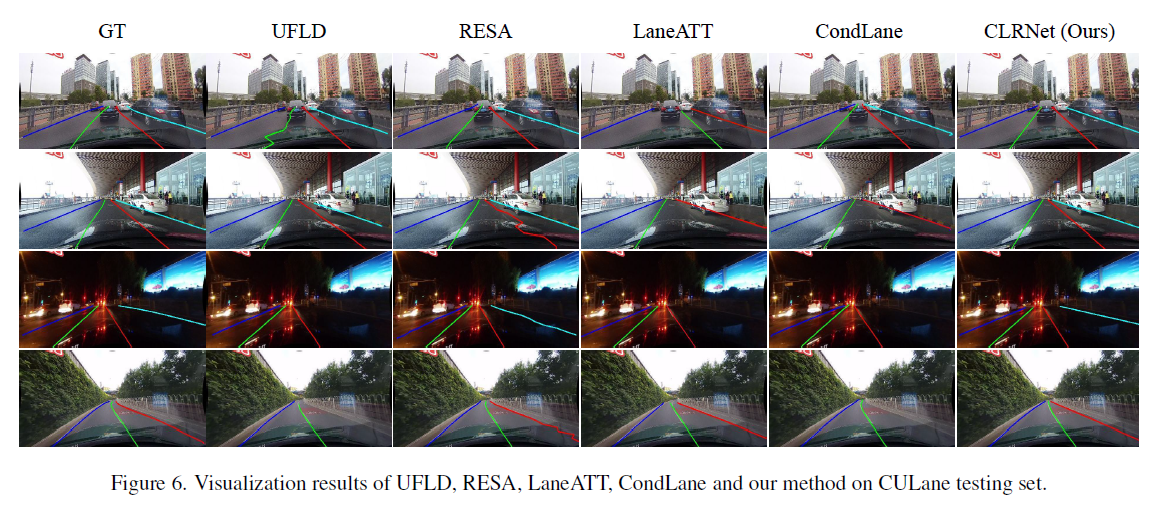 GT UFLD RESA LaneATT CondLane CLRNet (Ours)
Figure 6. Visualization results of UFLD, RESA, LaneATT, CondLane and our method on CULane testing set.